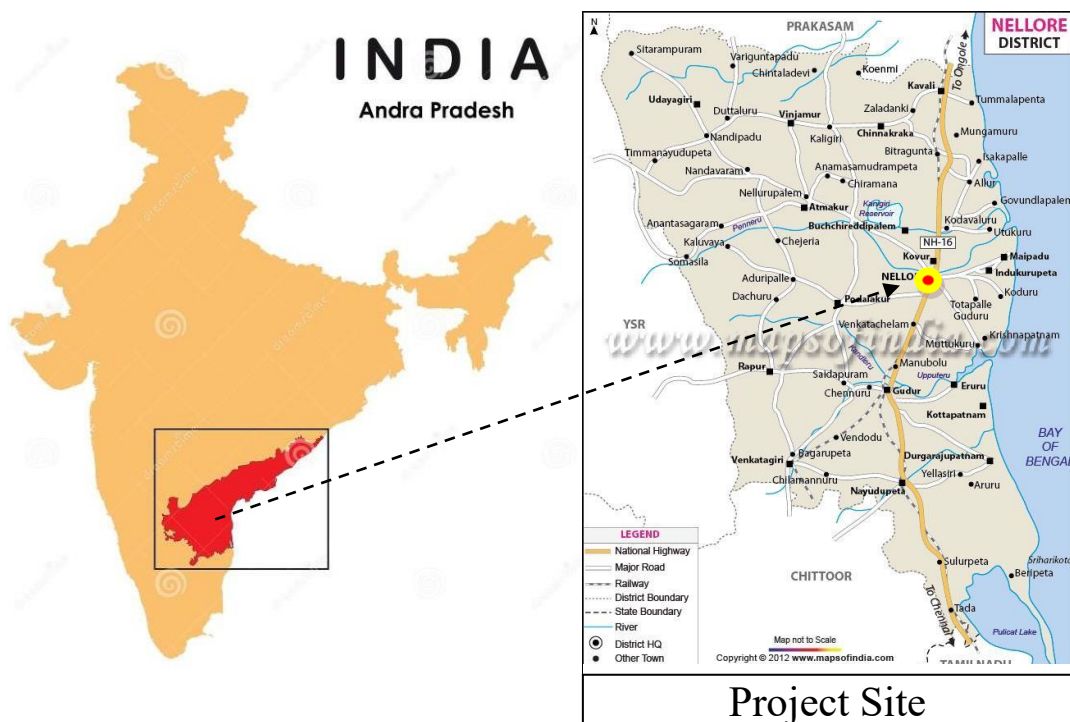 INDIA
Andra Pradesh
N
PRAKASAM
NELLORE
DISTRICT
Sitarampuram
Variguntapadu
Chintaladevi
Koenmi
To Ongole
Kavali
Udayagiri
Duttaluru
Vinjamur
Zaladanki
Tummalapenta
Nandipadu
Kaligiri
Chinnakraka
Mungamuru
Timmanayudupeta
Bitragunta
Isakapalle
Nandavaram
Anamasamudrampeta
Chiramana
Allur
Nellurupalem
Kanigiri
Reservoir
Govundlapalem
Atmakur
Anantasagaram
Penneru
Buchchireddipalem
Kodavaluru
Utukuru
Kaluvaya
Chejeria
NH-16
Somasila
Kovur
Maipadu
Aduripalle
NELLORE
Indukurupeta
Dachuru
Podalakur
Totapalle
Guduru
Koduru
YSR
Venkatachelam
Krishnapatnam
www.mapsofindia.com
Muttukuru
Kandleru
Manubolu
Rapur
Saidapuram
Upputeru
Chennuru
Gudur
Eruru
Kottapatnam
Vendodu
BAY
OF
BENGAL
Bagarupeta
Durgarajupatnam
Venkatagiri
Chilamannuru
Yellasiri
Nayudupeta
Aruru
LEGEND
National Highway
Major Road
Railway
District Boundary
State Boundary
River
District HQ
Other Town
CHITTOOR
Sulurpeta
Sriharikota
Beripeta
Tada
To Chennai
Pulicat Lake
Map not to Scale
Copyright © 2012 www.mapsofindia.com
TAMILNADU
Project Site